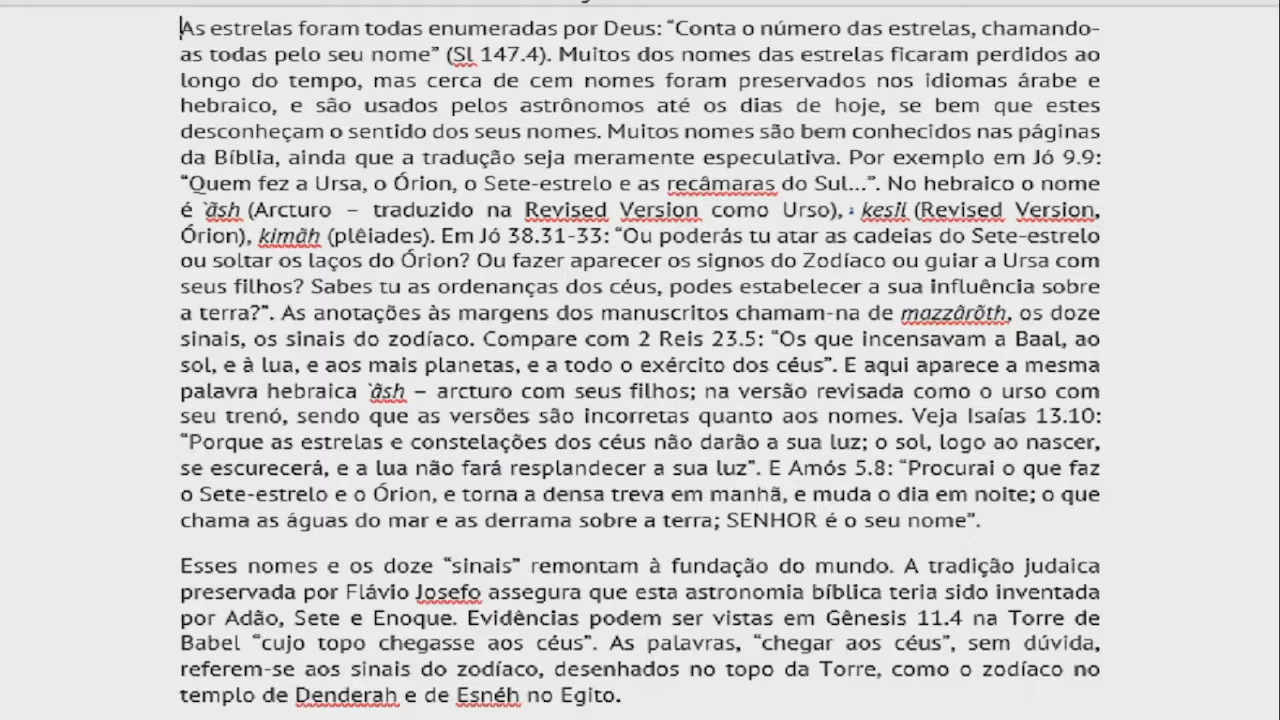 As estrelas foram todas enumeradas por Deus: “Conta o número das estrelas, chamando-
as todas pelo seu nome” (Sl 147.4). Muitos dos nomes das estrelas ficaram perdidos ao
longo do tempo, mas cerca de cem nomes foram preservados nos idiomas árabe e
hebraico, e são usados pelos astrônomos até os dias de hoje, se bem que estes
desconheçam o sentido dos seus nomes. Muitos nomes são bem conhecidos nas páginas
da Bíblia, ainda que a tradução seja meramente especulativa. Por exemplo em Jó 9.9:
“Quem fez a Ursa, o Órion, o Sete-estrelo e as recâmaras do Sul...”. No hebraico o nome
é `āsh (Arcturo – traduzido na Revised Version como Urso), kesil (Revised Version,
Órion), kimāh (plêiades). Em Jó 38.31-33: “Ou poderás tu atar as cadeias do Sete-estrelo
ou soltar os laços do Órion? Ou fazer aparecer os signos do Zodíaco ou guiar a Ursa com
seus filhos? Sabes tu as ordenanças dos céus, podes estabelecer a sua influência sobre
a terra?”. As anotações às margens dos manuscritos chamam-na de mazzārôth, os doze
sinais, os sinais do zodíaco. Compare com 2 Reis 23.5: “Os que incensavam a Baal, ao
sol, e à lua, e aos mais planetas, e a todo o exército dos céus”. E aqui aparece a mesma
palavra hebraica `āsh – arcturo com seus filhos; na versão revisada como o urso com
seu trenó, sendo que as versões são incorretas quanto aos nomes. Veja Isaías 13.10:
“Porque as estrelas e constelações dos céus não darão a sua luz; o sol, logo ao nascer,
se escurecerá, e a lua não fará resplandecer a sua luz”. E Amós 5.8: “Procurai o que faz
o Sete-estrelo e o Órion, e torna a densa treva em manhã, e muda o dia em noite; o que
chama as águas do mar e as derrama sobre a terra; SENHOR é o seu nome”.
Esses nomes e os doze “sinais” remontam à fundação do mundo. A tradição judaica
preservada por Flávio Josefo assegura que esta astronomia bíblica teria sido inventada
por Adão, Sete e Enoque. Evidências podem ser vistas em Gênesis 11.4 na Torre de
Babel “cujo topo chegasse aos céus”. As palavras, “chegar aos céus”, sem dúvida,
referem-se aos sinais do zodíaco, desenhados no topo da Torre, como o zodíaco no
templo de Denderah e de Esnéh no Egito.